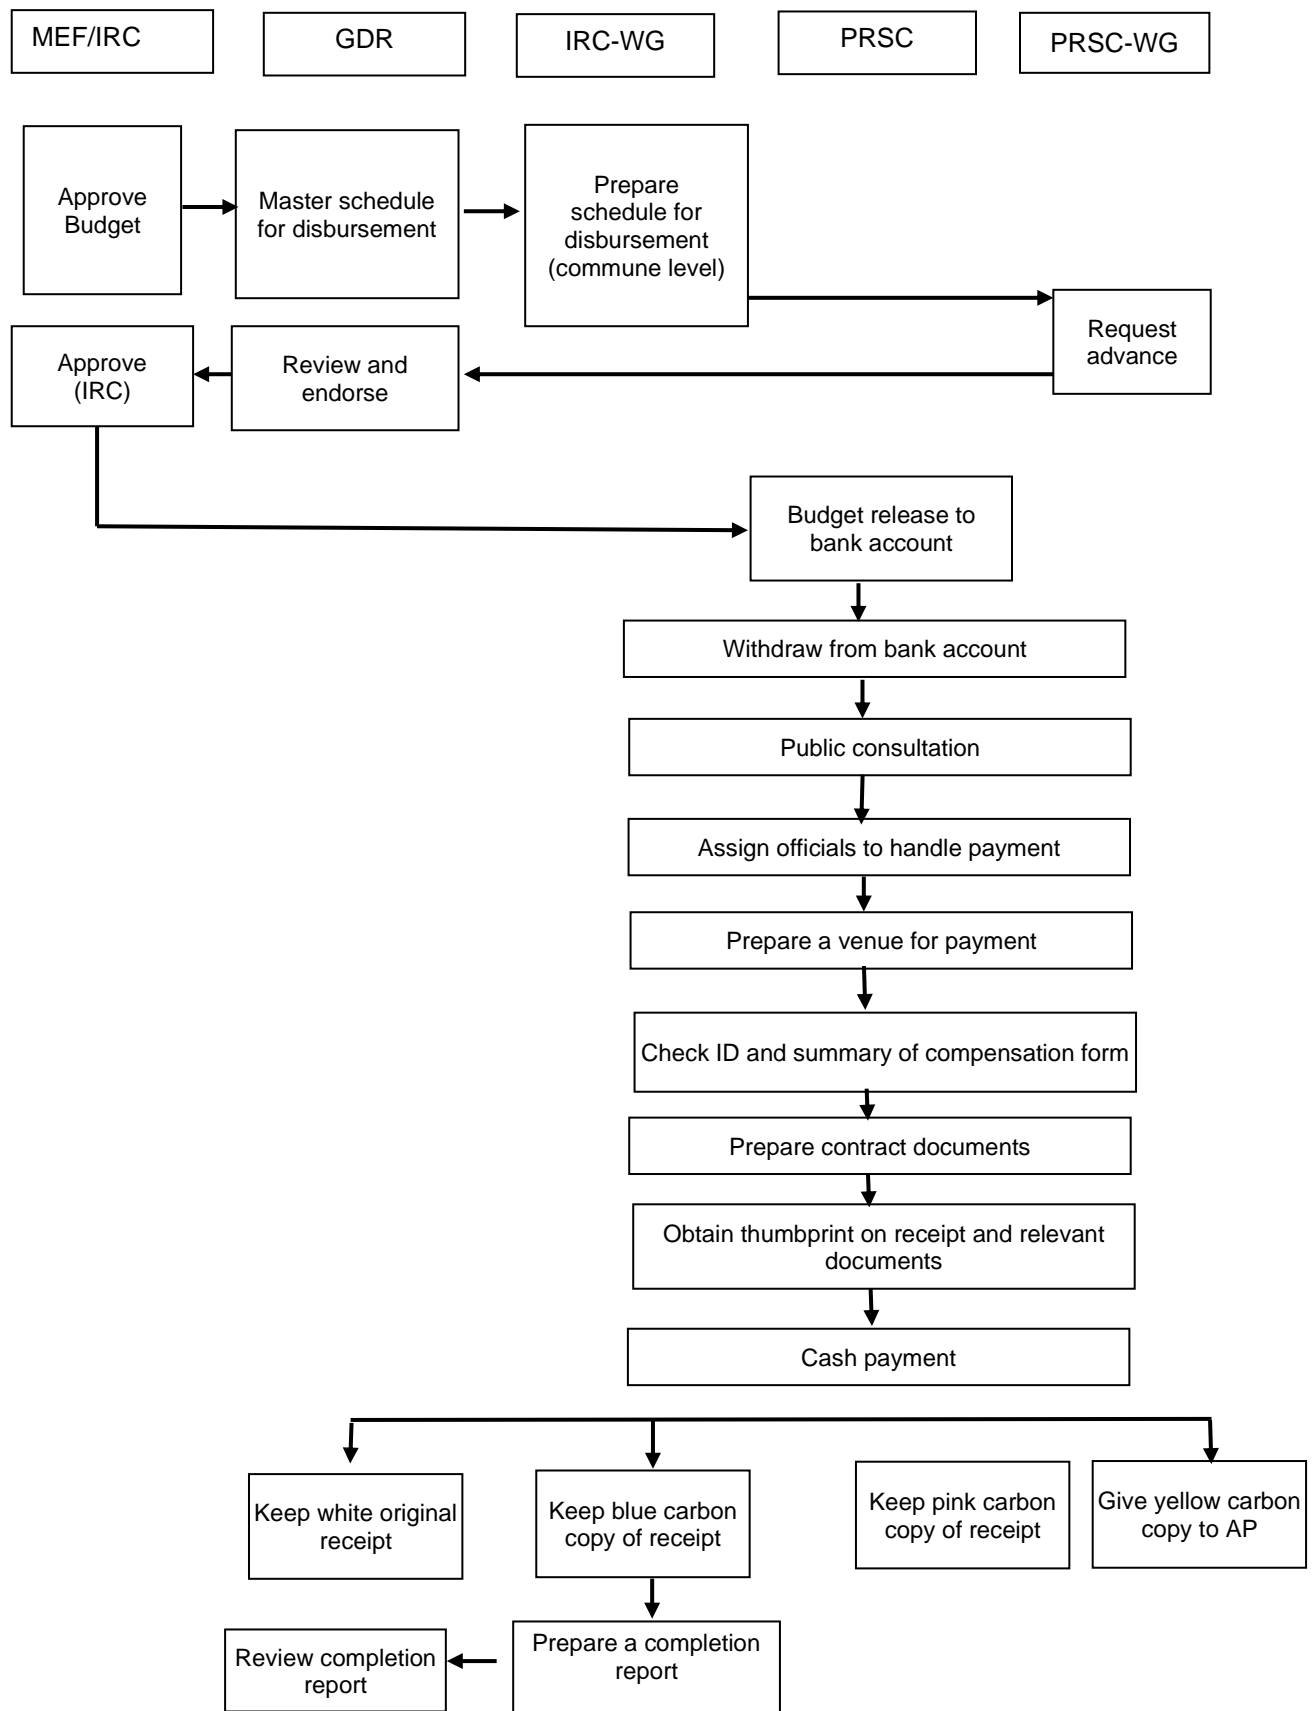 MEF/IRC
GDR
IRC-WG
PRSC
PRSC-WG
Approve
Budget
Master schedule
for disbursement
Prepare
schedule for
disbursement
(commune level)
Request
advance
Approve
(IRC)
Review and
endorse
Budget release to
bank account
Withdraw from bank account
Public consultation
Assign officials to handle payment
Prepare a venue for payment
Check ID and summary of compensation form
Prepare contract documents
Obtain thumbprint on receipt and relevant
documents
Cash payment
Keep white original
receipt
Keep blue carbon
copy of receipt
Keep pink carbon
copy of receipt
Give yellow carbon
copy to AP
Review completion
report
Prepare a completion
report